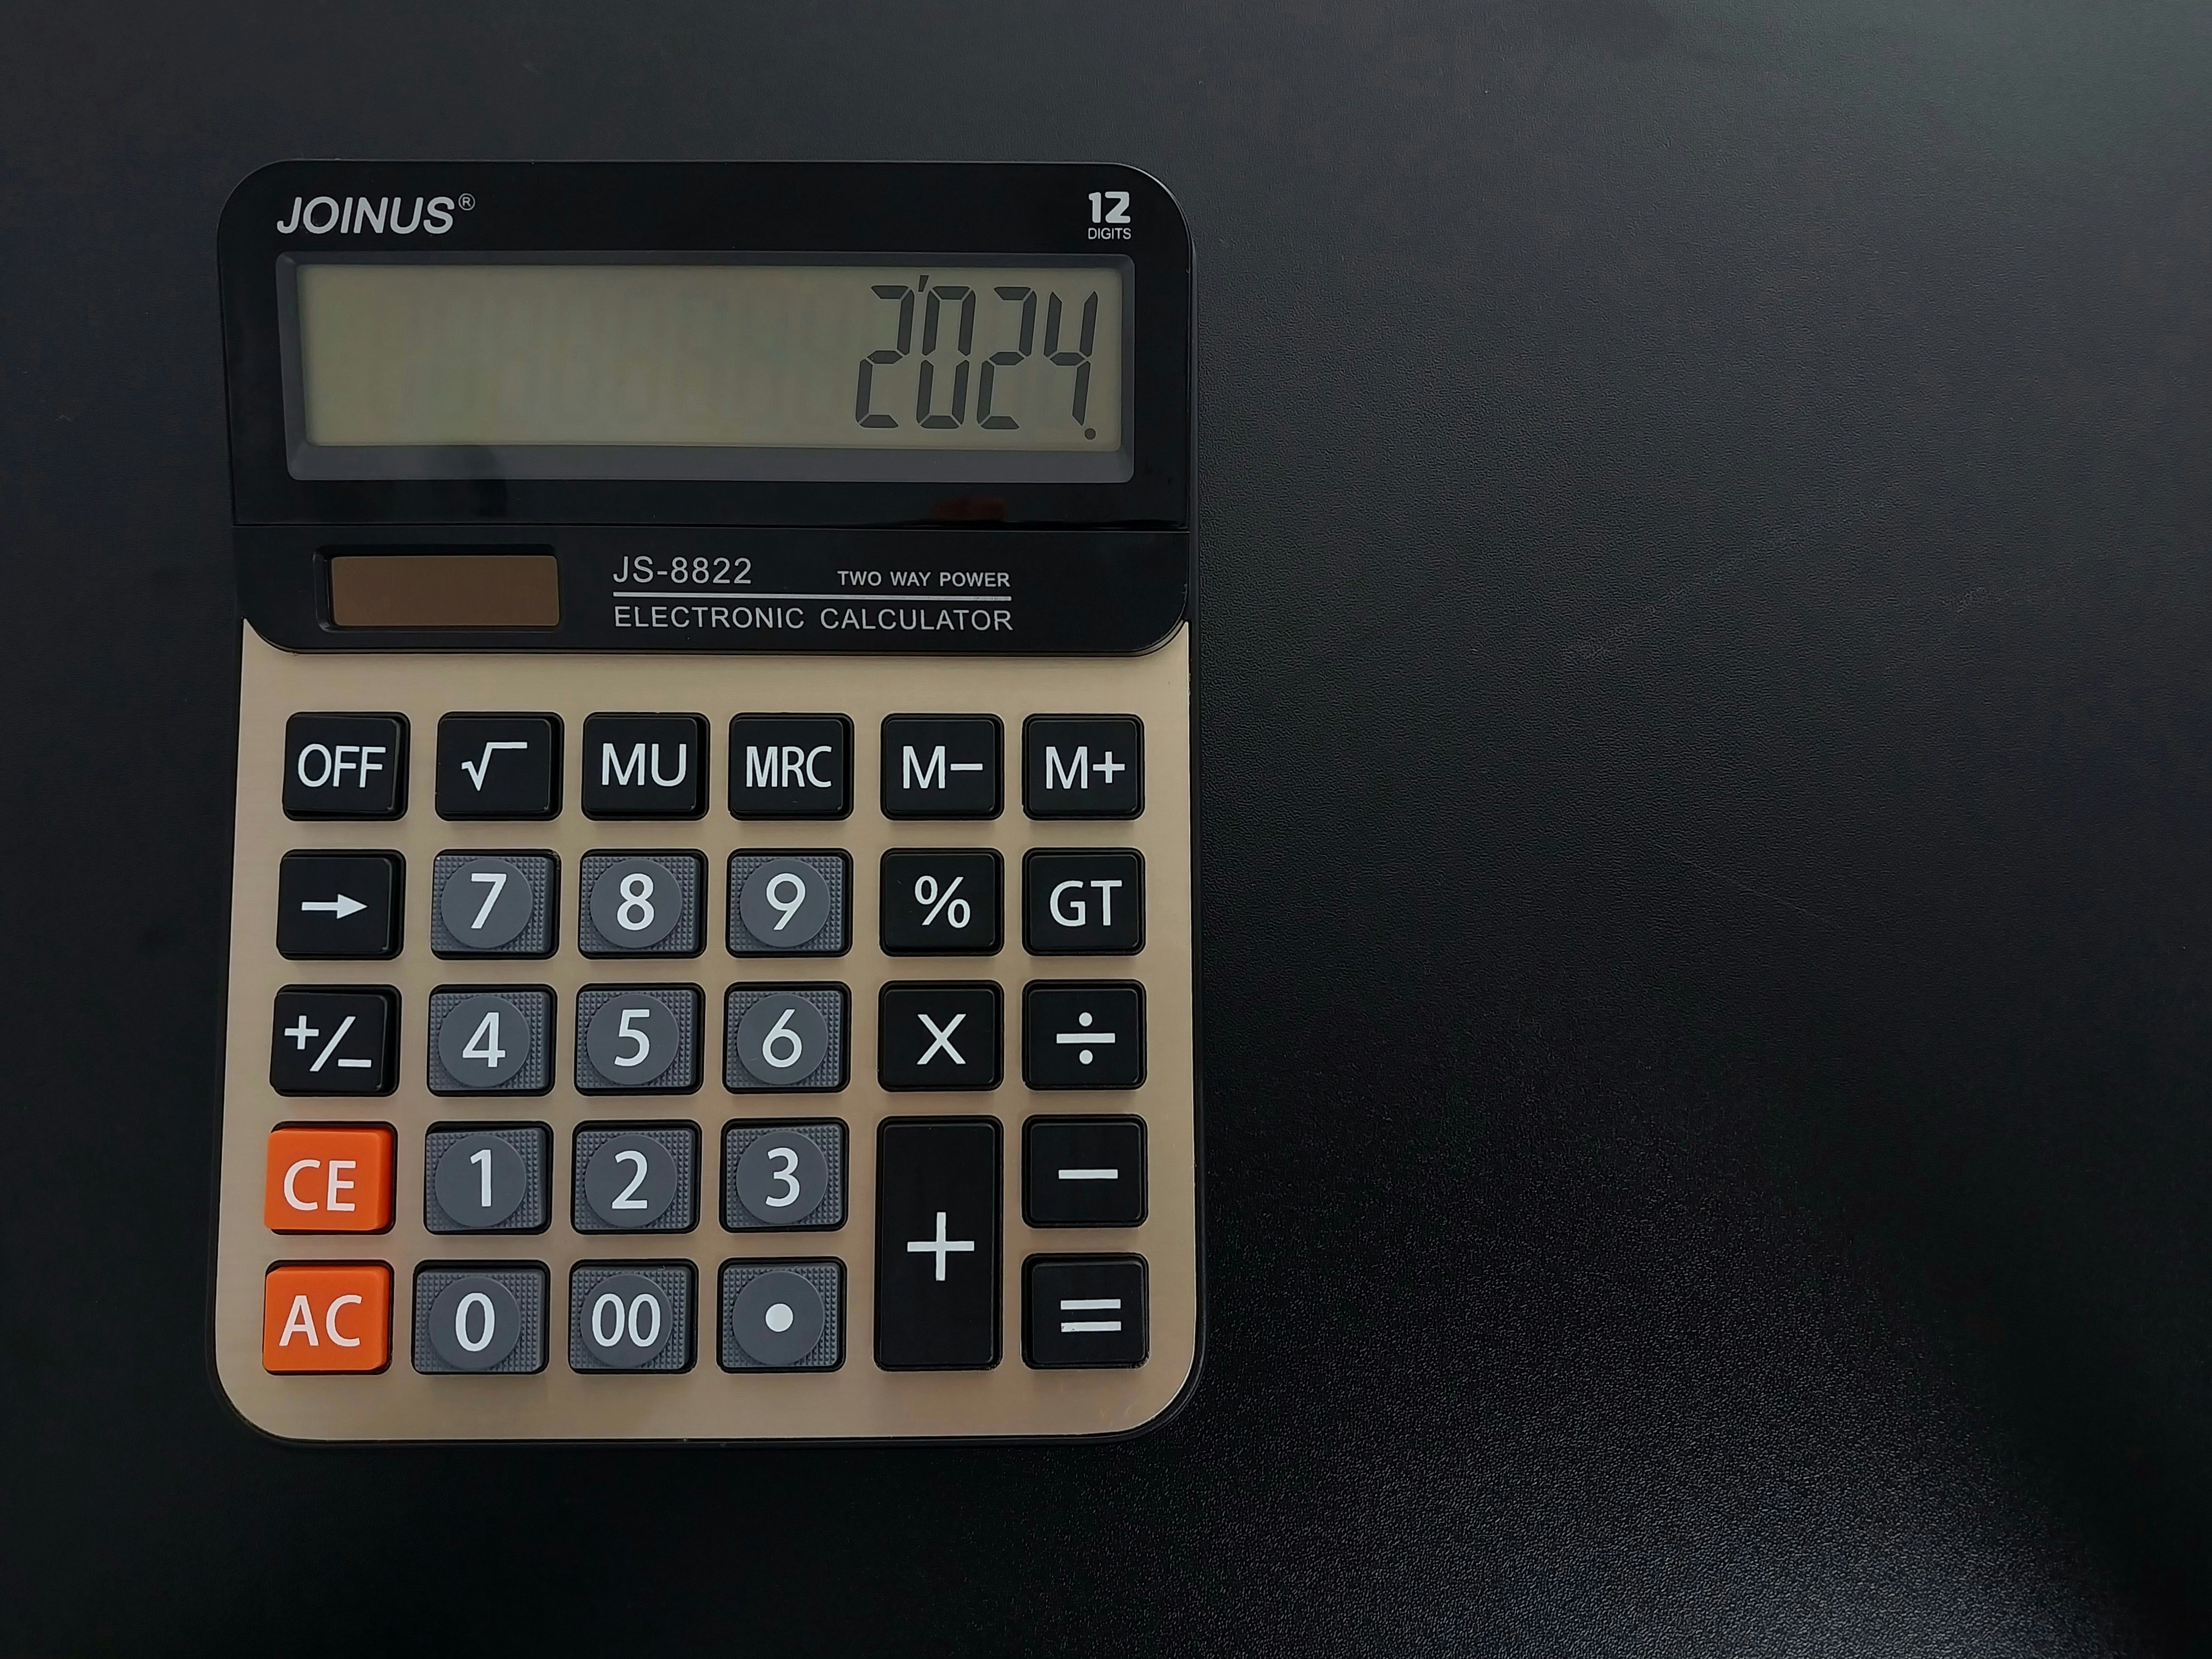 JOINUS®
12
DIGITS
2'024.
JS-8822 TWO WAY POWER
ELECTRONIC CALCULATOR
OFF √ MU MRC M− M+
→ 7 8 9 % GT
+/− 4 5 6 X ÷
CE 1 2 3 −
+
AC 0 00 • =